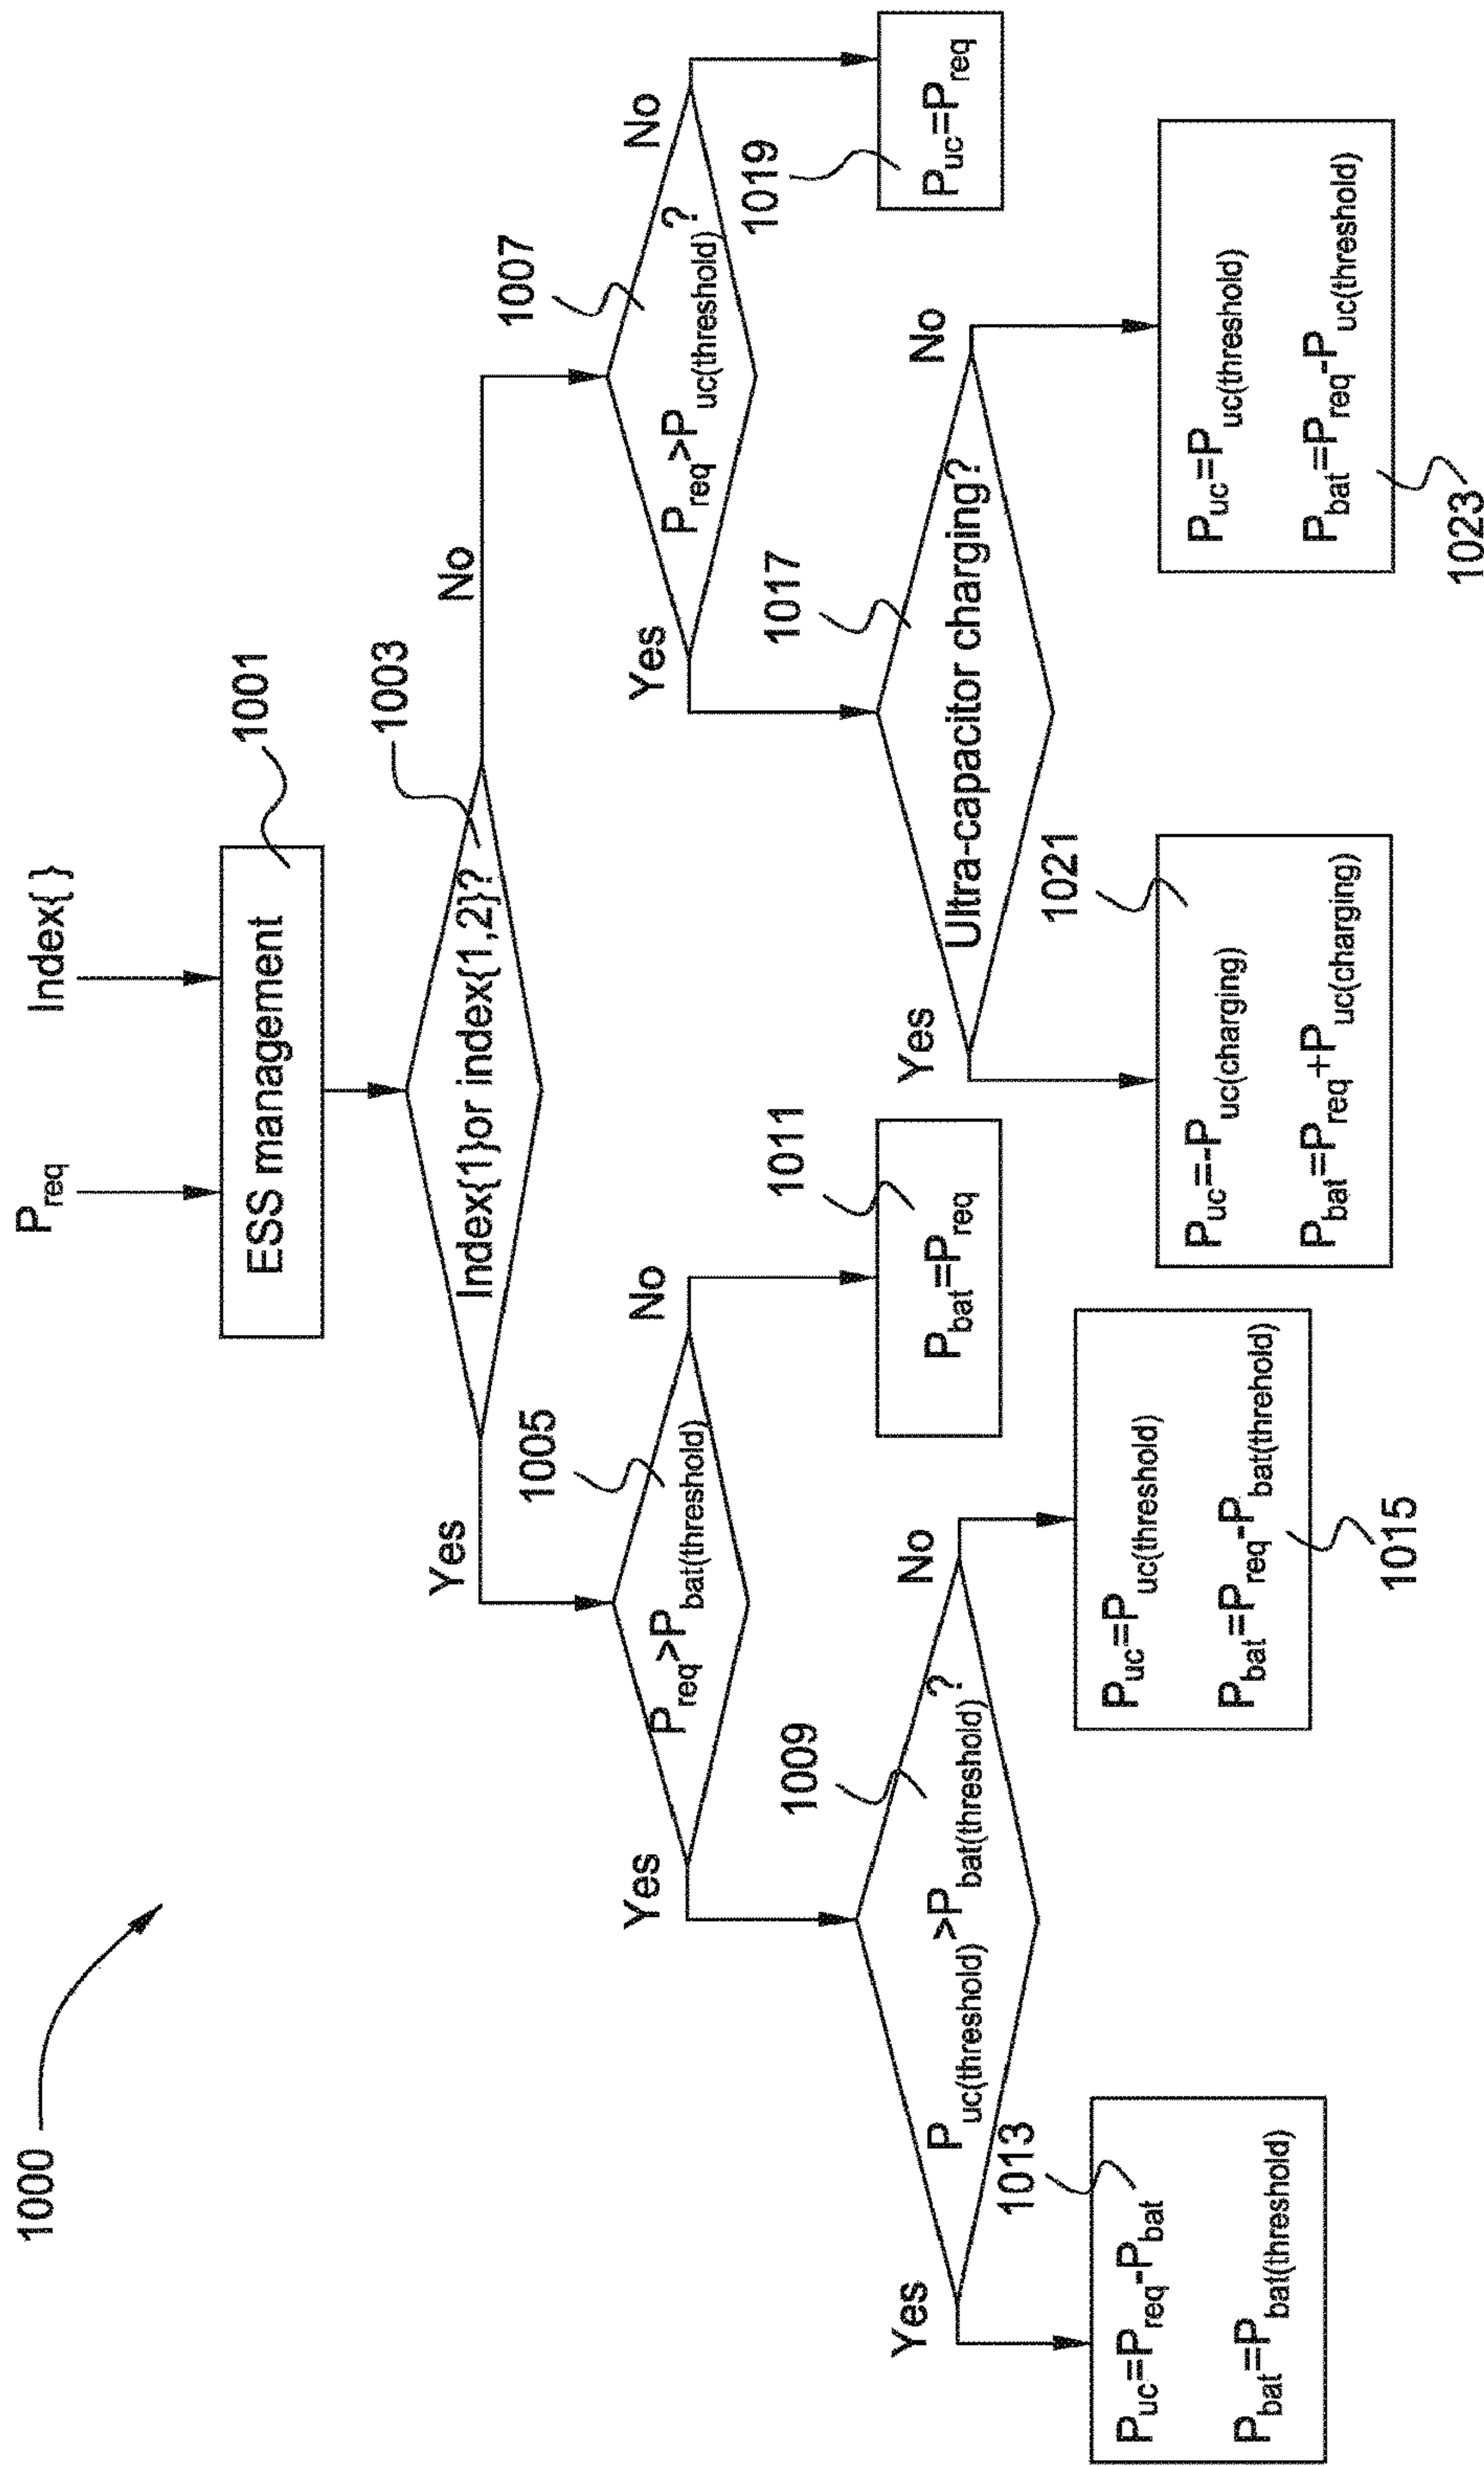 1000
Preq
Index{ }
ESS management
1001
Index{1}or index{1,2}?
1003
Yes
No
Preq>Pbat(threshold)
1005
Preq>Puc(threshold)?
1007
Yes
No
Yes
No
Puc(threshold)>Pbat(threshold)?
1009
Pbat=Preq
1011
Ultra-capacitor charging?
1017
Puc=Preq
1019
Yes
No
Yes
No
Puc=Preq-Pbat
Pbat=Pbat(threshold)
1013
Puc=Puc(threshold)
Pbat=Preq-Pbat(threhold)
1015
Puc=-Puc(charging)
Pbat=Preq+Puc(charging)
1021
Puc=Puc(threshold)
Pbat=Preq-Puc(threshold)
1023